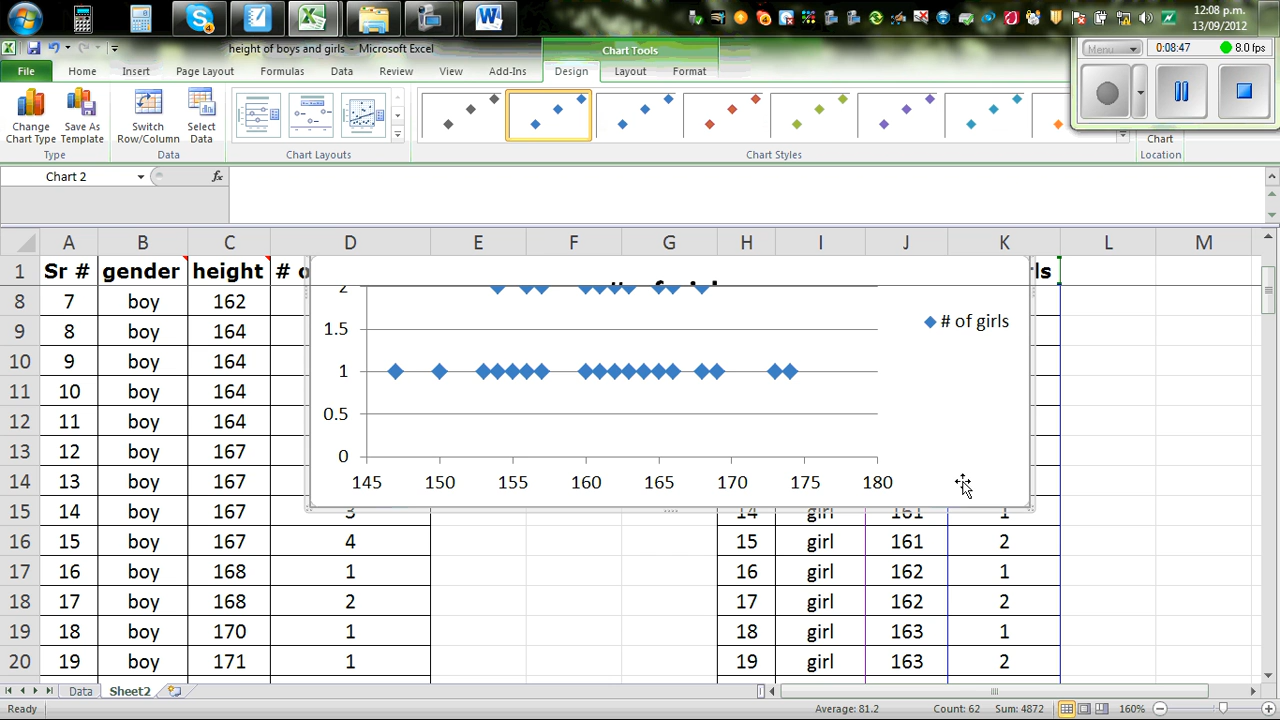 12:08 p.m.
13/09/2012
height of boys and girls - Microsoft Excel
Chart Tools
Menu
0:08:47
8.0 fps
File Home Insert Page Layout Formulas Data Review View Add-Ins Design Layout Format
Change Chart Type
Save As Template
Switch Row/Column
Select Data
Chart
Type Data Chart Layouts Chart Styles Location
Chart 2 fx
A B C D E F G H I J K L M
1 Sr # gender height # o
8 7 boy 162
9 8 boy 164
10 9 boy 164
11 10 boy 164
12 11 boy 164
13 12 boy 167
14 13 boy 167
15 14 boy 167 3 14 girl 161 1
16 15 boy 167 4 15 girl 161 2
17 16 boy 168 1 16 girl 162 1
18 17 boy 168 2 17 girl 162 2
19 18 boy 170 1 18 girl 163 1
20 19 boy 171 1 19 girl 163 2
2
1.5
1
0.5
0
145 150 155 160 165 170 175 180
# of girls
Data Sheet2
Ready Average: 81.2 Count: 62 Sum: 4872 160%